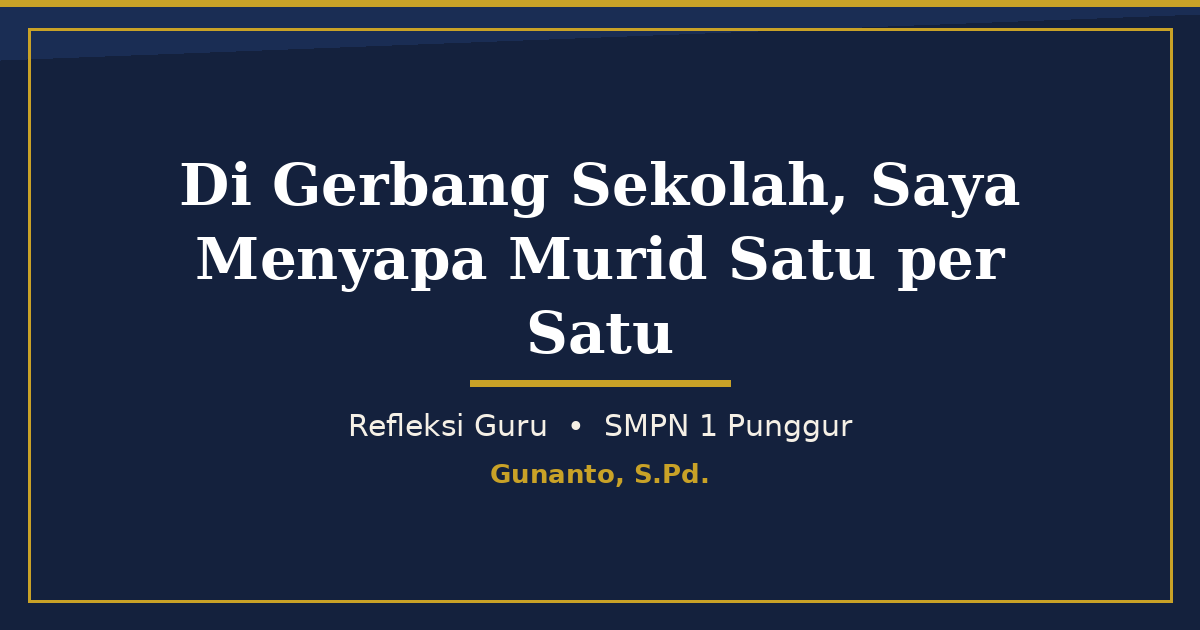 Di Gerbang Sekolah, Saya
Menyapa Murid Satu per
Satu
Refleksi Guru • SMPN 1 Punggur
Gunanto, S.Pd.